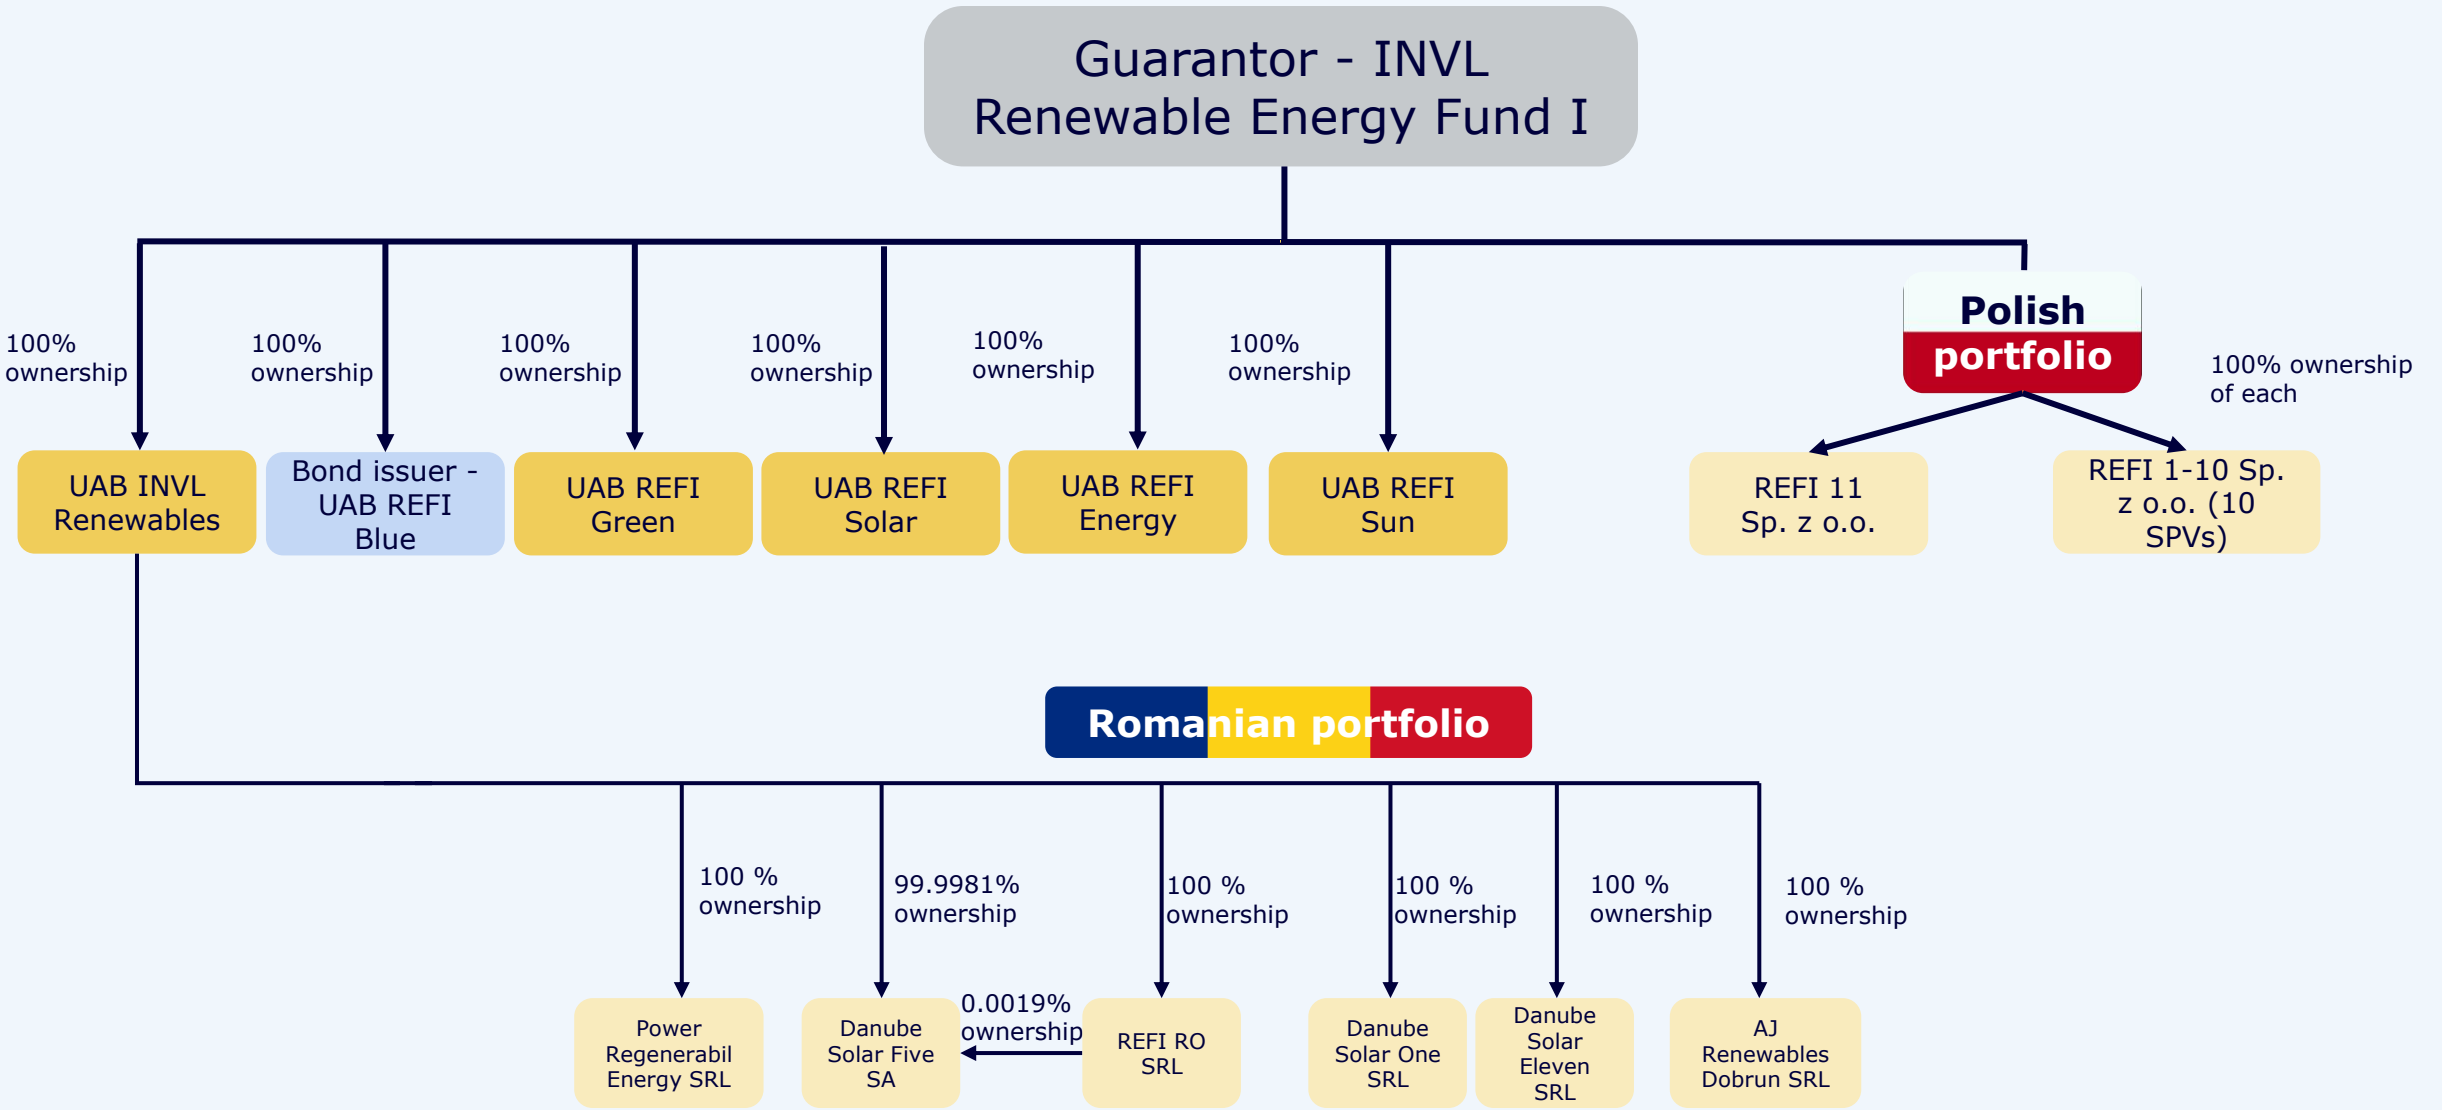 Guarantor - INVL
Renewable Energy Fund I
100%
ownership
100%
ownership
100%
ownership
100%
ownership
100%
ownership
100%
ownership
Polish
portfolio
100% ownership
of each
UAB INVL
Renewables
Bond issuer -
UAB REFI
Blue
UAB REFI
Green
UAB REFI
Solar
UAB REFI
Energy
UAB REFI
Sun
REFI 11
Sp. z o.o.
REFI 1-10 Sp.
z o.o. (10
SPVs)
Romanian portfolio
100 %
ownership
99.9981%
ownership
100 %
ownership
100 %
ownership
100 %
ownership
100 %
ownership
Power
Regenerabil
Energy SRL
Danube
Solar Five
SA
0.0019%
ownership
REFI RO
SRL
Danube
Solar One
SRL
Danube
Solar
Eleven
SRL
AJ
Renewables
Dobrun SRL